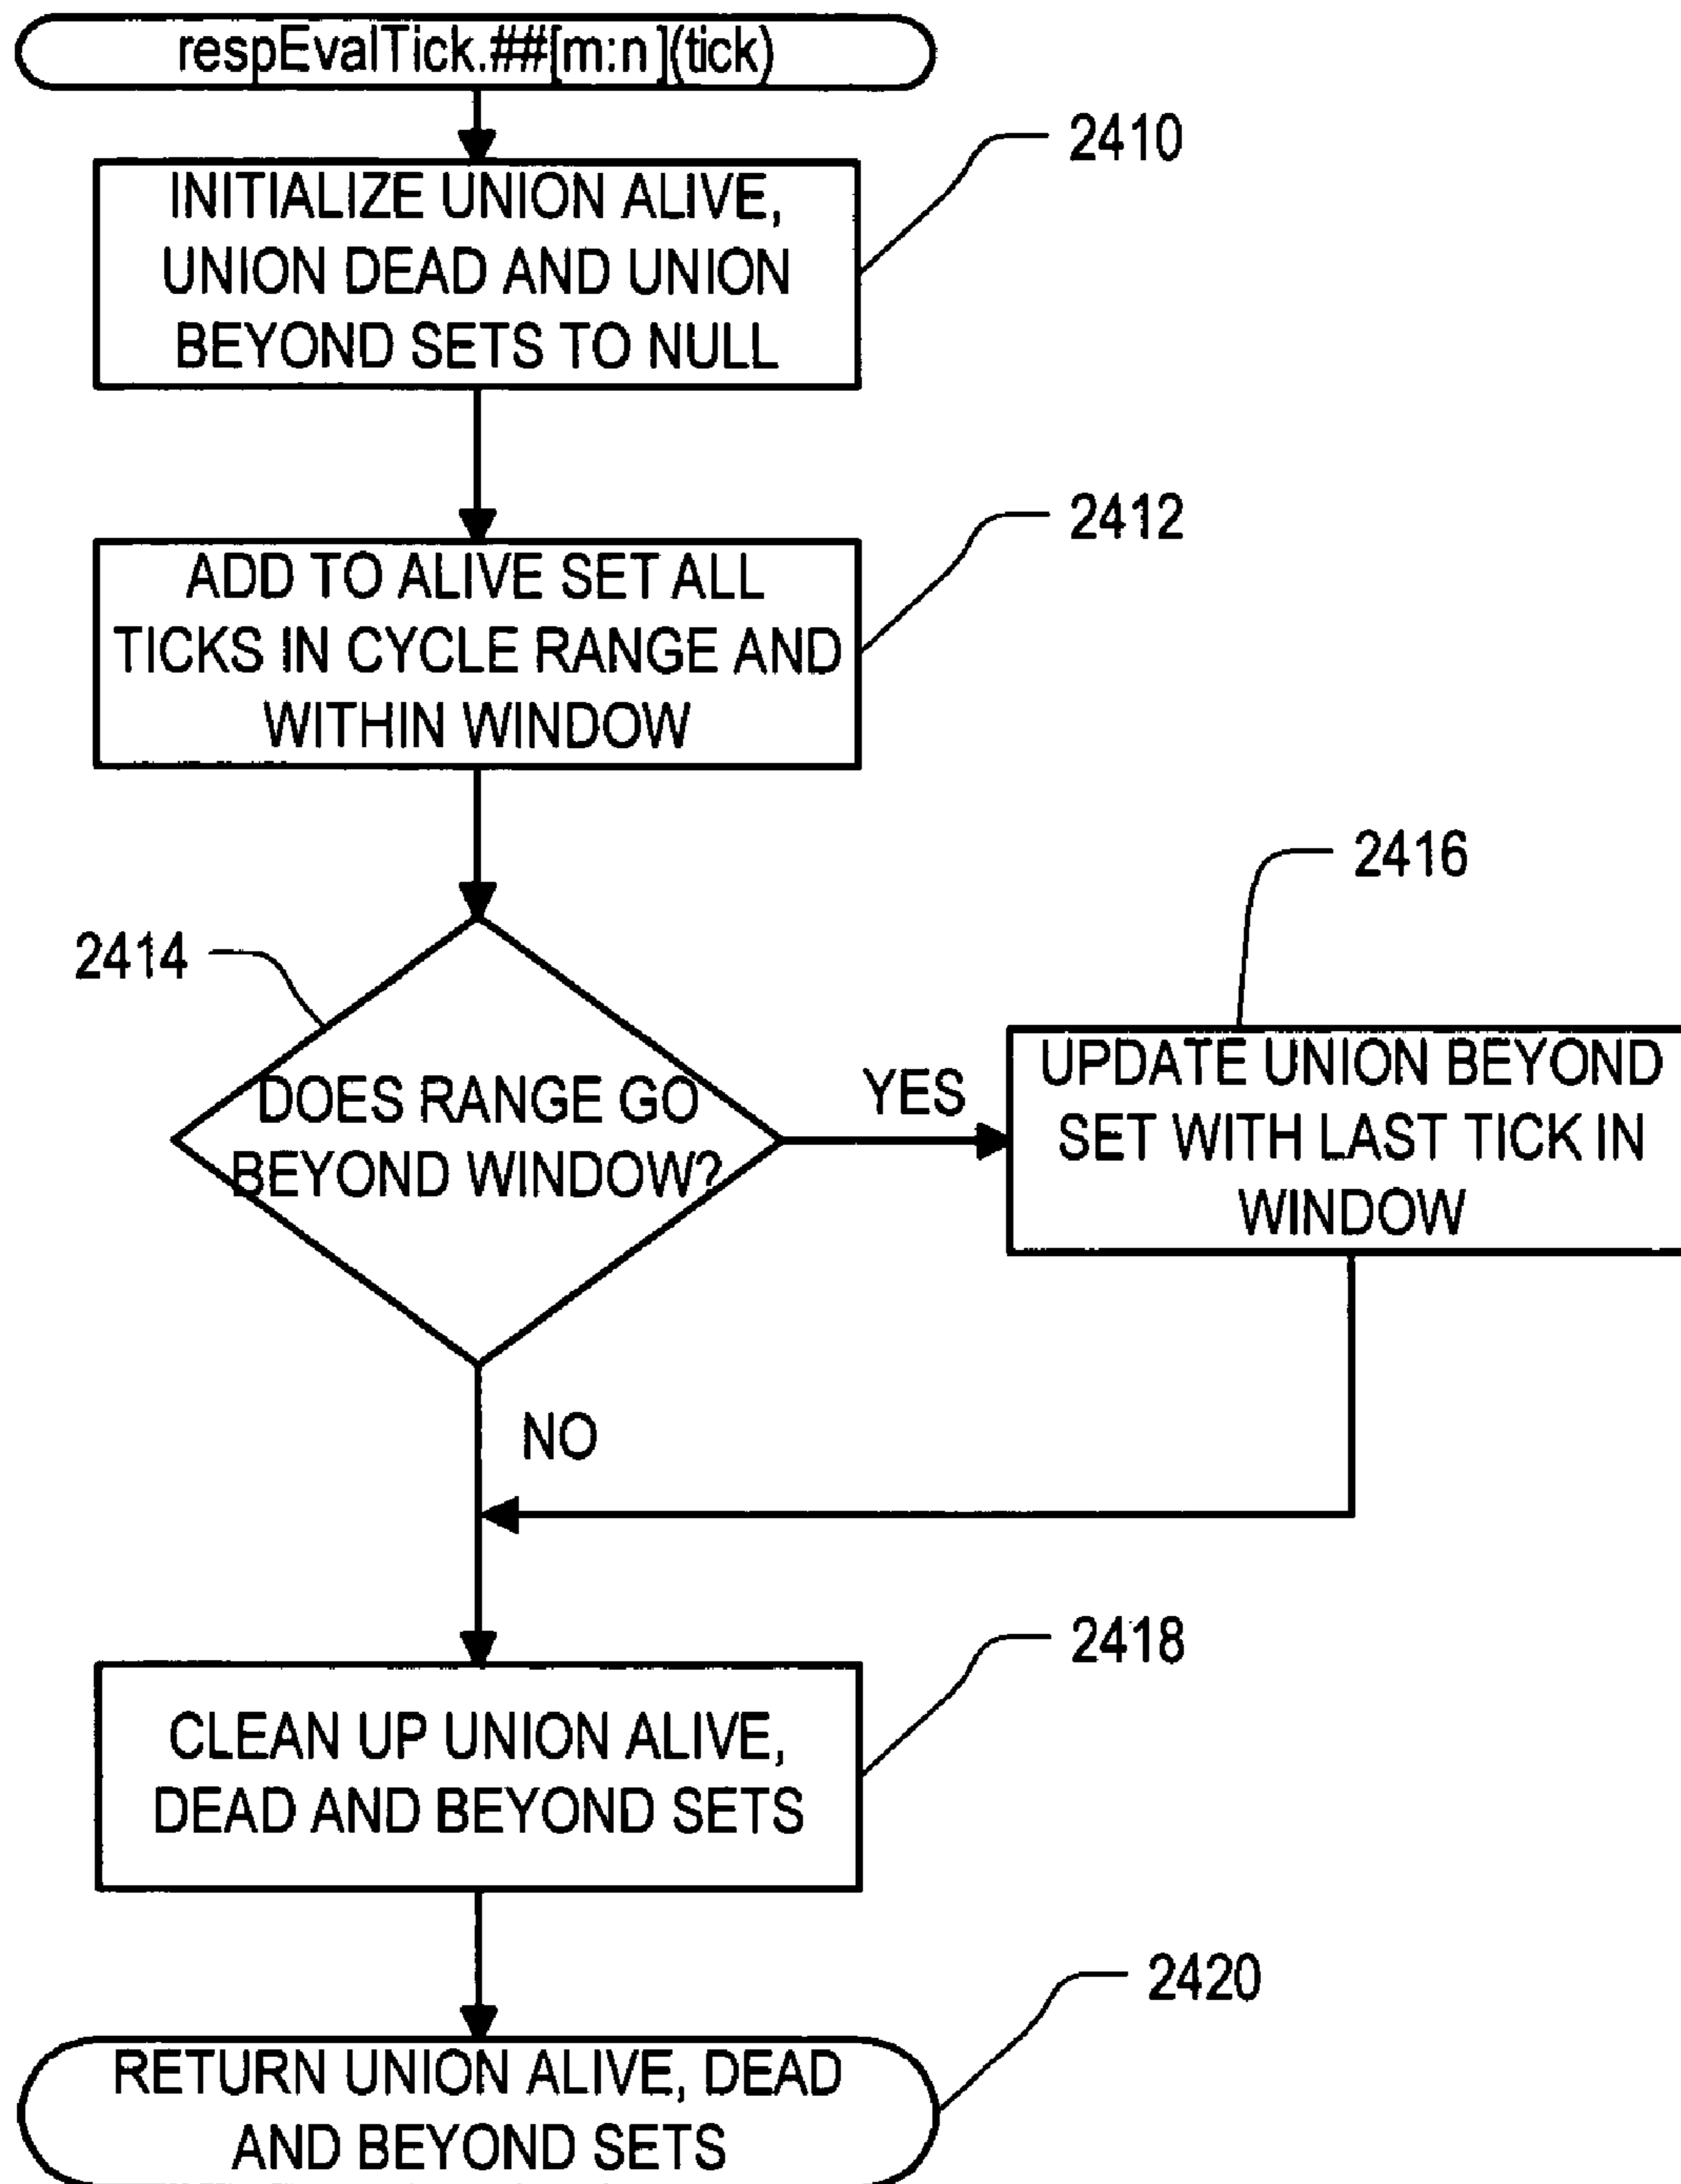 respEvalTick.##[m:n](tick)
2410
INITIALIZE UNION ALIVE,
UNION DEAD AND UNION
BEYOND SETS TO NULL
2412
ADD TO ALIVE SET ALL
TICKS IN CYCLE RANGE AND
WITHIN WINDOW
2414
DOES RANGE GO
BEYOND WINDOW?
YES
2416
UPDATE UNION BEYOND
SET WITH LAST TICK IN
WINDOW
NO
2418
CLEAN UP UNION ALIVE,
DEAD AND BEYOND SETS
2420
RETURN UNION ALIVE, DEAD
AND BEYOND SETS